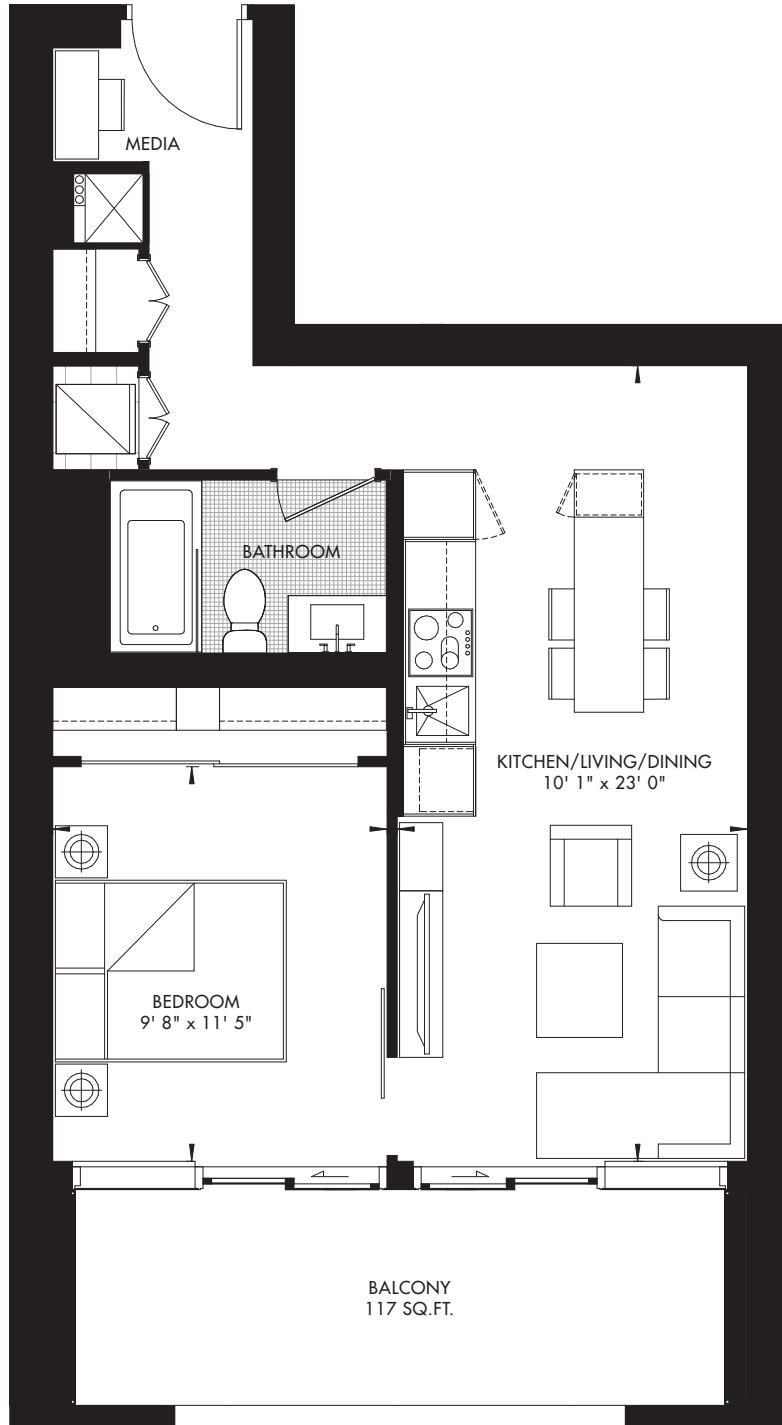 MEDIA
BATHROOM
KITCHEN/LIVING/DINING
10' 1" x 23' 0"
BEDROOM
9' 8" x 11' 5"
BALCONY
117 SQ.FT.